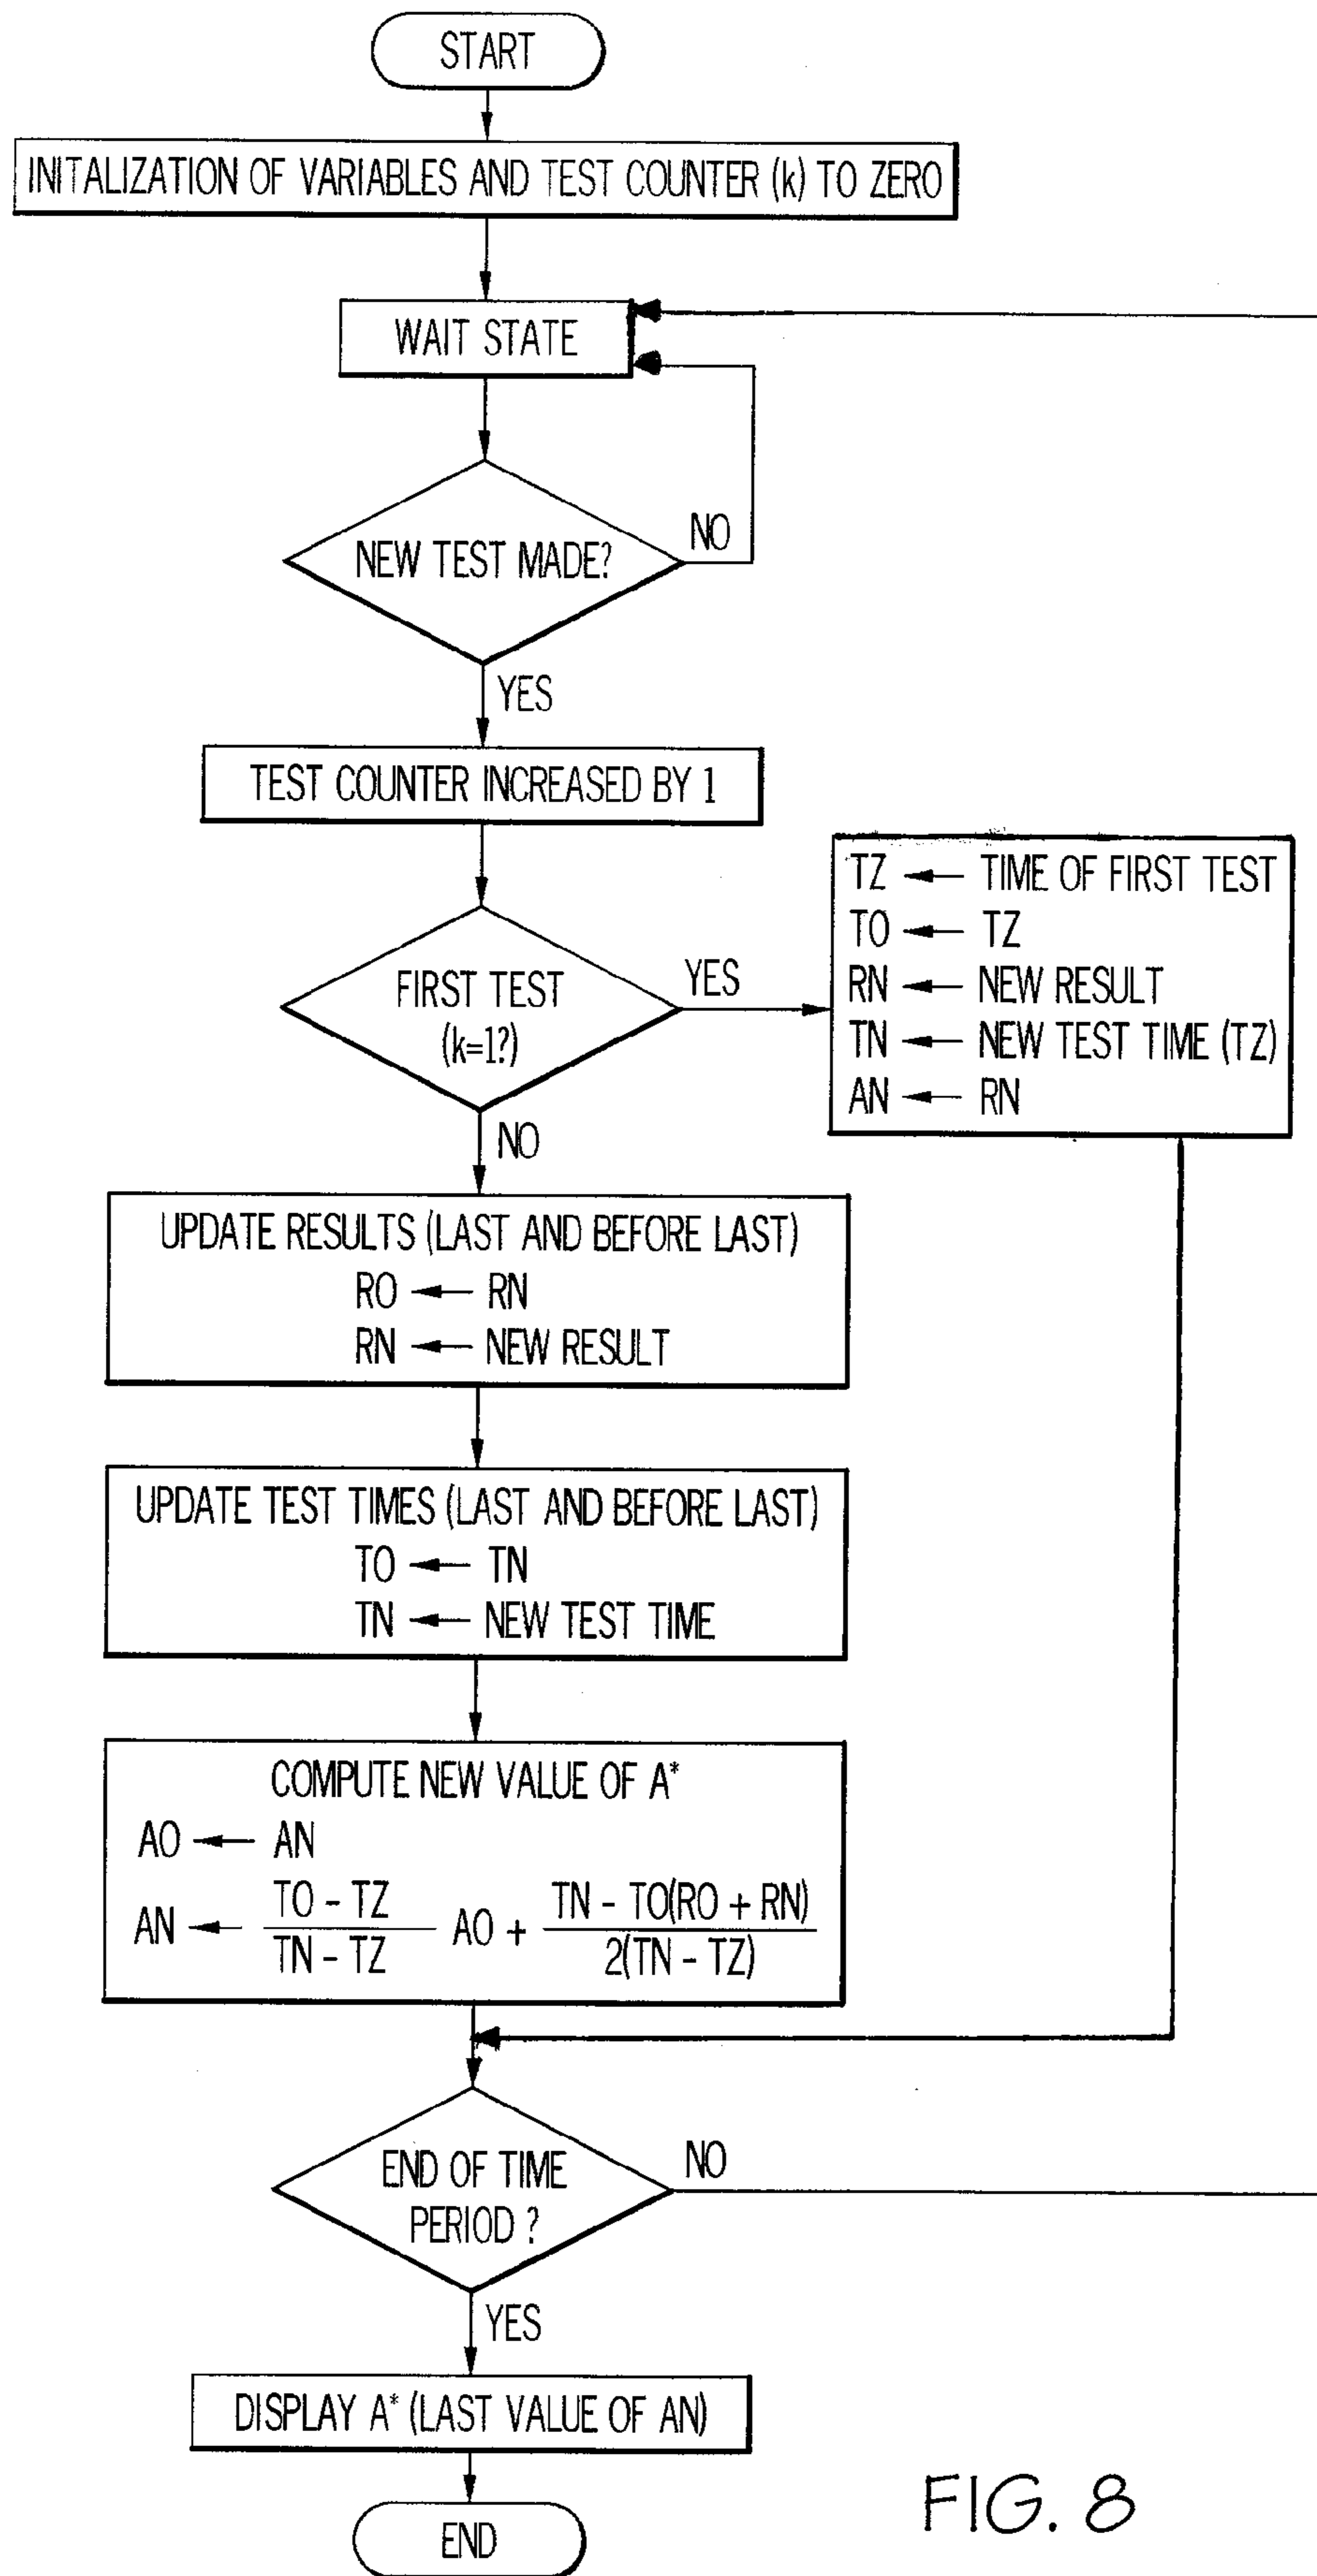 START
INITALIZATION OF VARIABLES AND TEST COUNTER (k) TO ZERO
WAIT STATE
NEW TEST MADE?
NO
YES
TEST COUNTER INCREASED BY 1
FIRST TEST
(k=1?)
YES
TZ ← TIME OF FIRST TEST
TO ← TZ
RN ← NEW RESULT
TN ← NEW TEST TIME (TZ)
AN ← RN
NO
UPDATE RESULTS (LAST AND BEFORE LAST)
RO ← RN
RN ← NEW RESULT
UPDATE TEST TIMES (LAST AND BEFORE LAST)
TO ← TN
TN ← NEW TEST TIME
COMPUTE NEW VALUE OF A*
AO ← AN
AN ← TO - TZ / TN - TZ AO + TN - TO(RO + RN) / 2(TN - TZ)
END OF TIME
PERIOD ?
NO
YES
DISPLAY A* (LAST VALUE OF AN)
END
FIG. 8